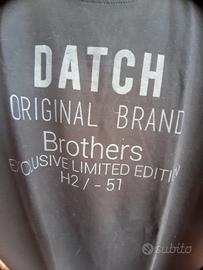 DATCH
ORIGINAL BRAND
Brothers
EXCLUSIVE LIMITED EDITION
H2 / - 51
subito